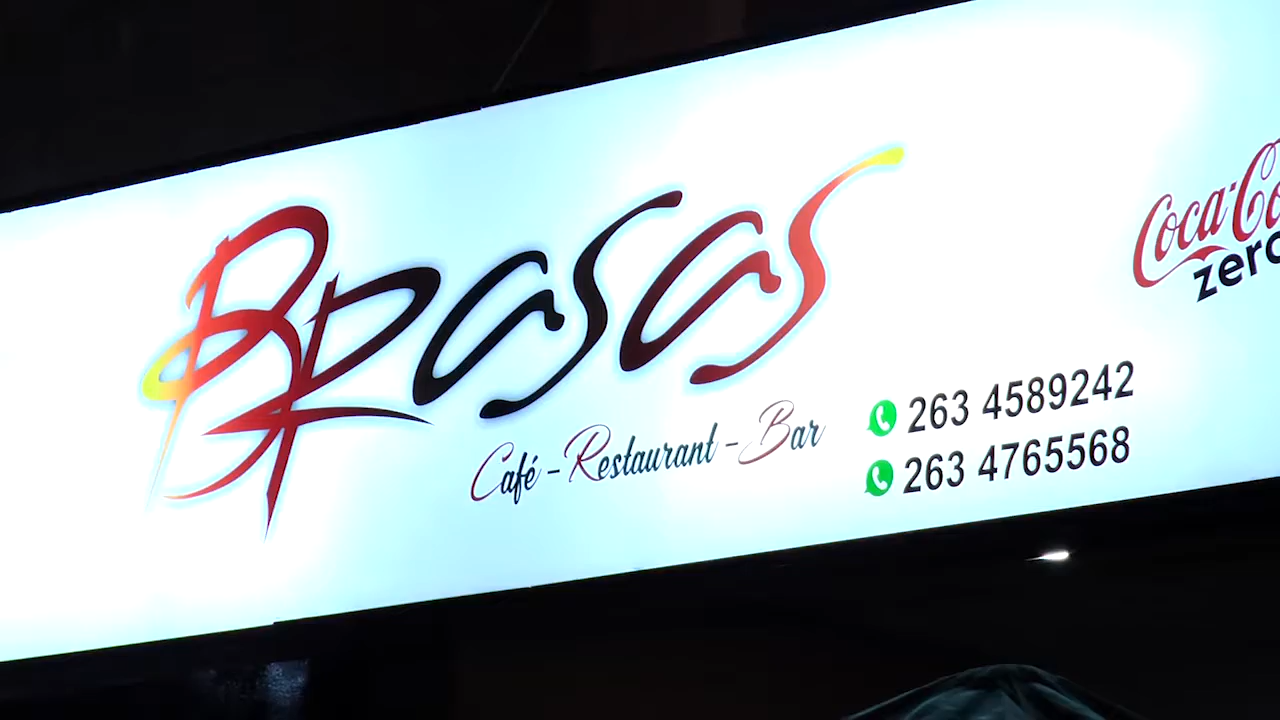 Brasas
Café - Restaurant - Bar
263 4589242
263 4765568
Coca-Co
zero